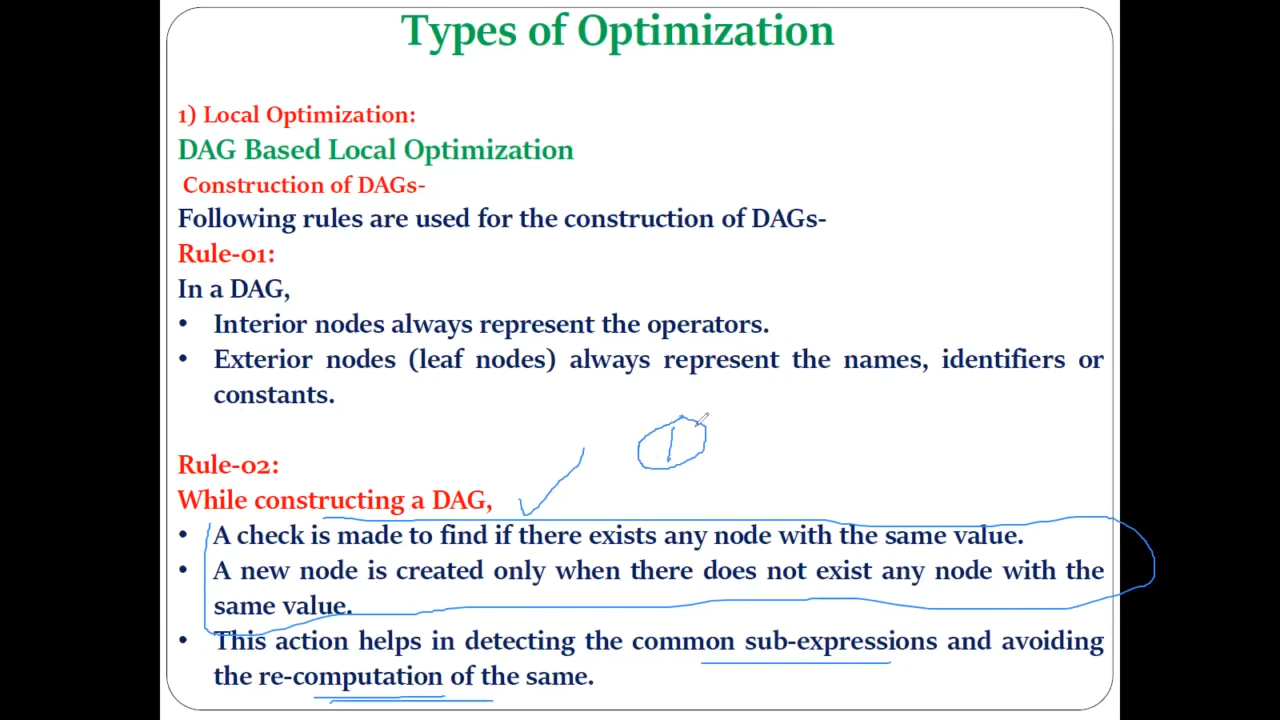 Types of Optimization
1) Local Optimization:
DAG Based Local Optimization
Construction of DAGs-
Following rules are used for the construction of DAGs-
Rule-01:
In a DAG,
• Interior nodes always represent the operators.
• Exterior nodes (leaf nodes) always represent the names, identifiers or
constants.
1
Rule-02:
While constructing a DAG,
• A check is made to find if there exists any node with the same value.
• A new node is created only when there does not exist any node with the
same value.
• This action helps in detecting the common sub-expressions and avoiding
the re-computation of the same.